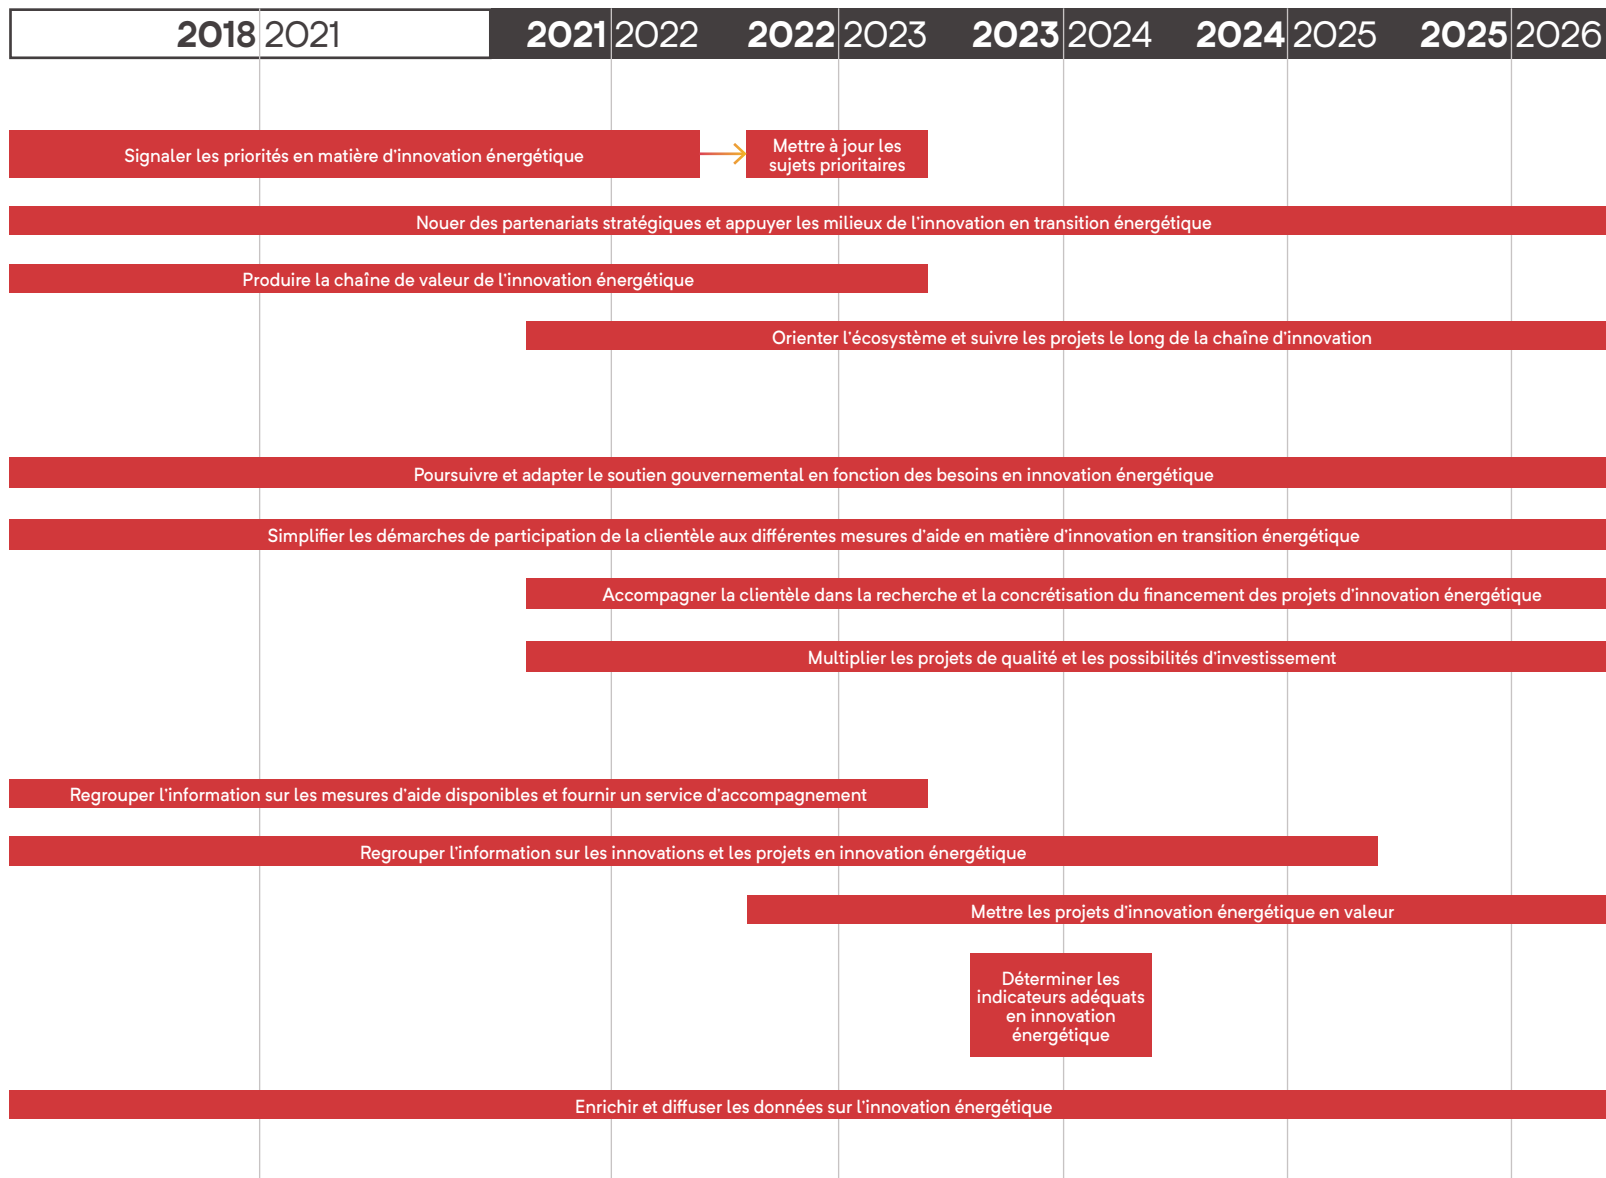 2018 2021 2021 2022 2022 2023 2023 2024 2024 2025 2025 2026
Signaler les priorités en matière d'innovation énergétique
Mettre à jour les
sujets prioritaires
Nouer des partenariats stratégiques et appuyer les milieux de l'innovation en transition énergétique
Produire la chaîne de valeur de l'innovation énergétique
Orienter l'écosystème et suivre les projets le long de la chaîne d'innovation
Poursuivre et adapter le soutien gouvernemental en fonction des besoins en innovation énergétique
Simplifier les démarches de participation de la clientèle aux différentes mesures d'aide en matière d'innovation en transition énergétique
Accompagner la clientèle dans la recherche et la concrétisation du financement des projets d'innovation énergétique
Multiplier les projets de qualité et les possibilités d'investissement
Regrouper l'information sur les mesures d'aide disponibles et fournir un service d'accompagnement
Regrouper l'information sur les innovations et les projets en innovation énergétique
Mettre les projets d'innovation énergétique en valeur
Déterminer les
indicateurs adéquats
en innovation
énergétique
Enrichir et diffuser les données sur l'innovation énergétique